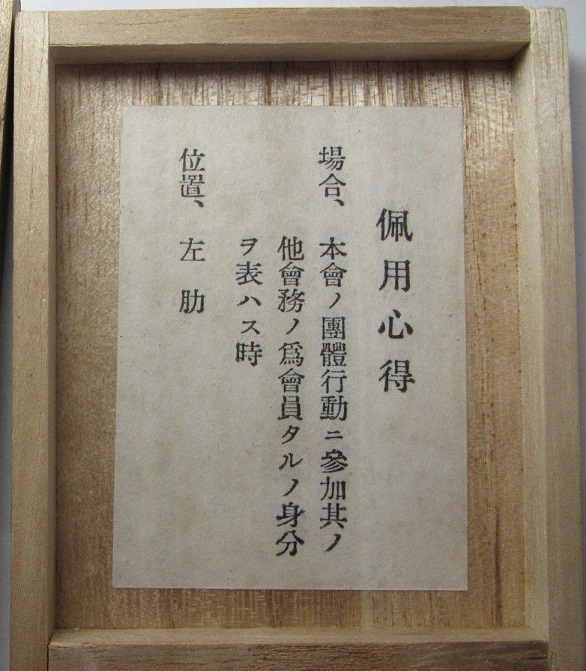 佩用心得
場合、本會ノ團體行動ニ參加其ノ
他會務ノ爲會員タルノ身分
ヲ表ハス時
位置、左肋